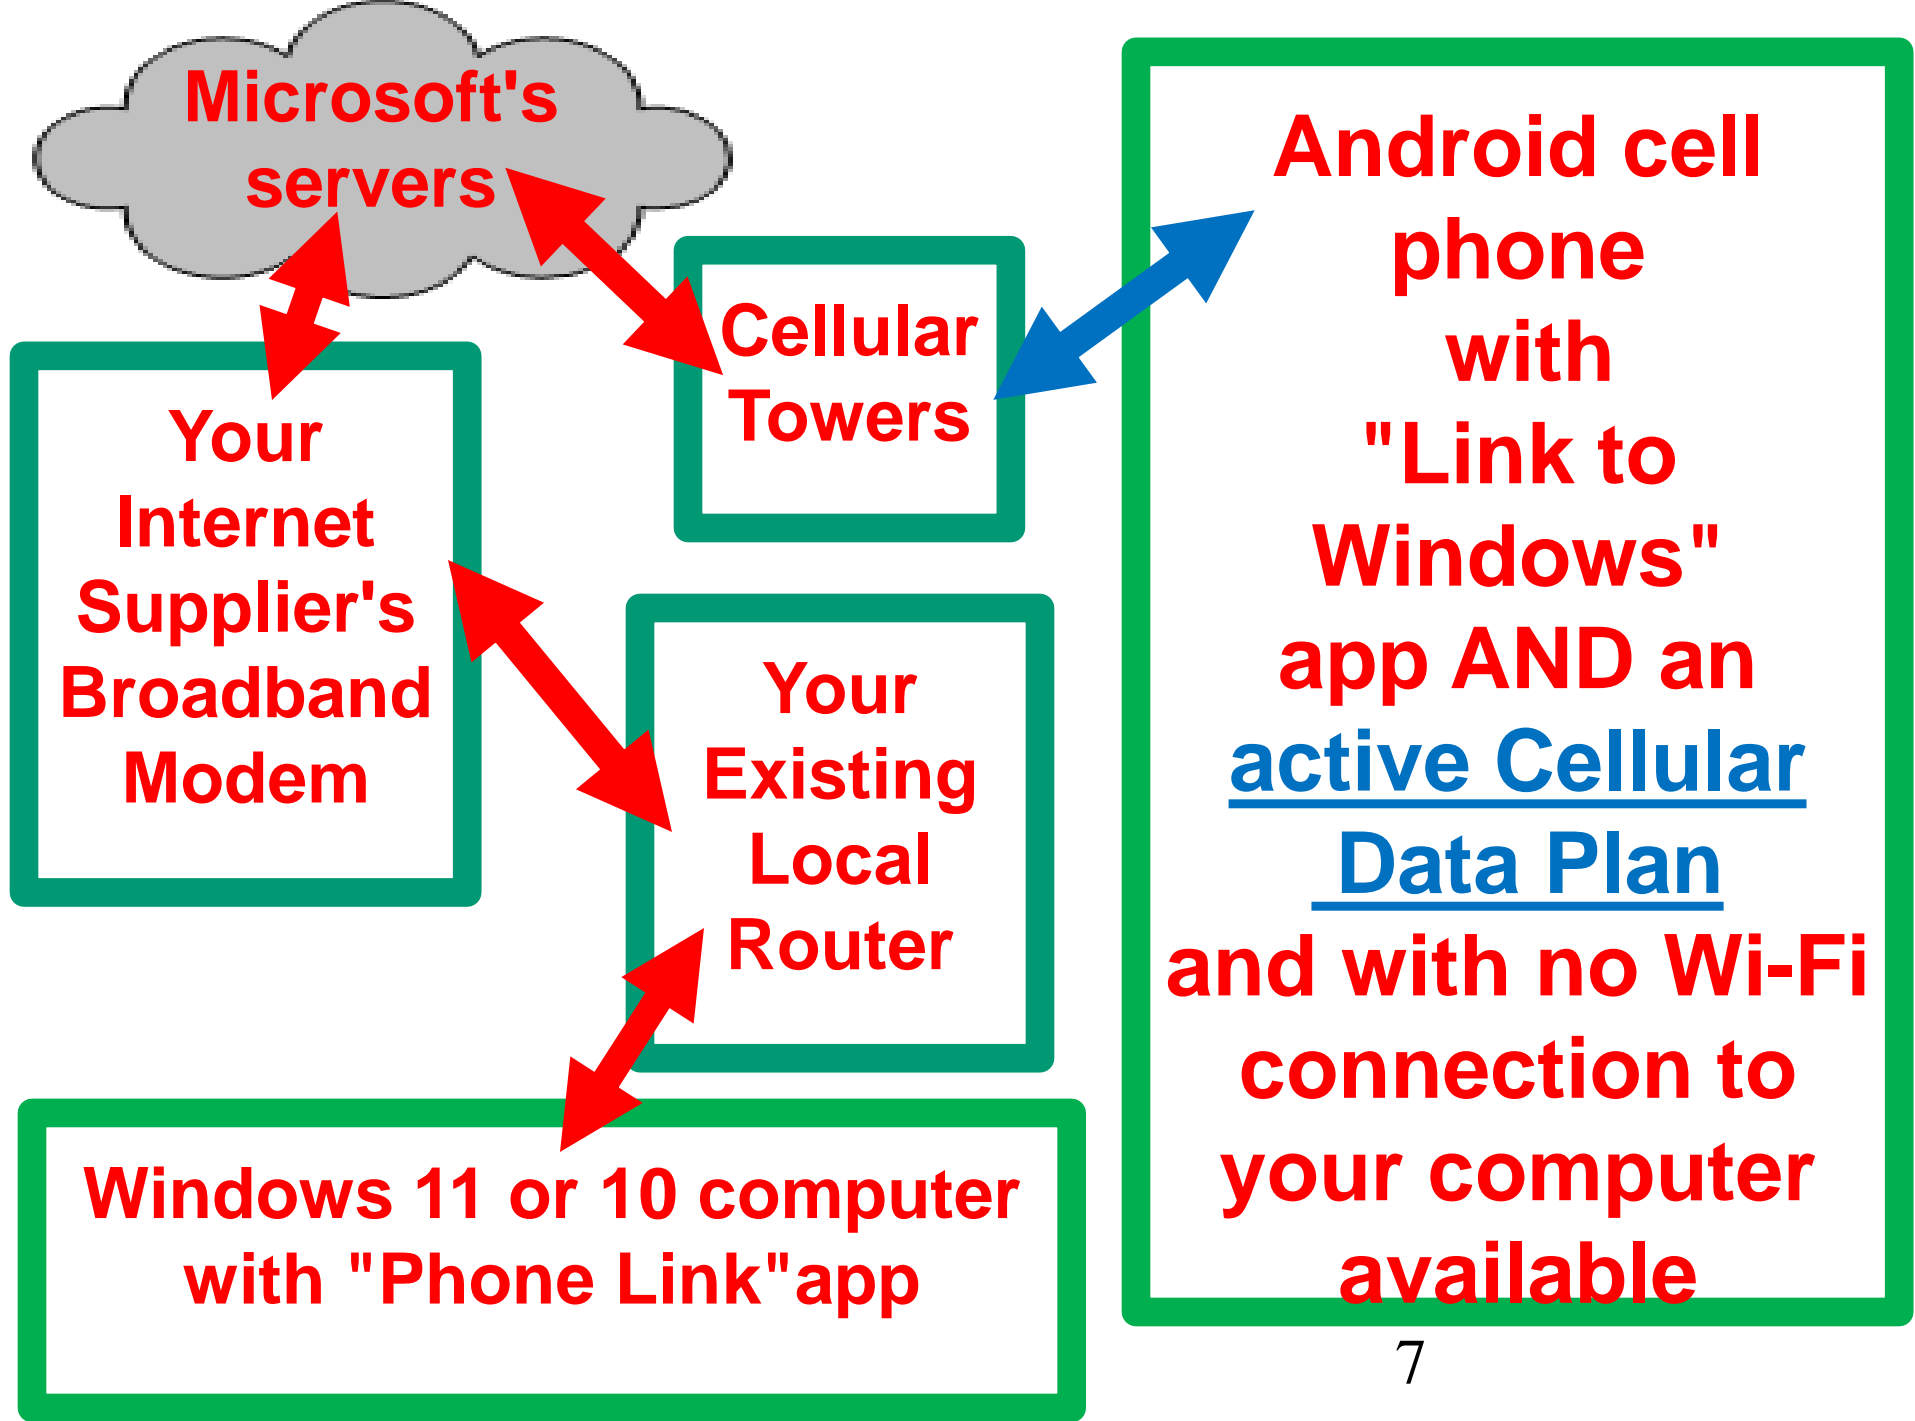 Microsoft's
servers
Cellular
Towers
Your
Internet
Supplier's
Broadband
Modem
Your
Existing
Local
Router
Windows 11 or 10 computer
with "Phone Link"app
Android cell
phone
with
"Link to
Windows"
app AND an
active Cellular
Data Plan
and with no Wi-Fi
connection to
your computer
available
7